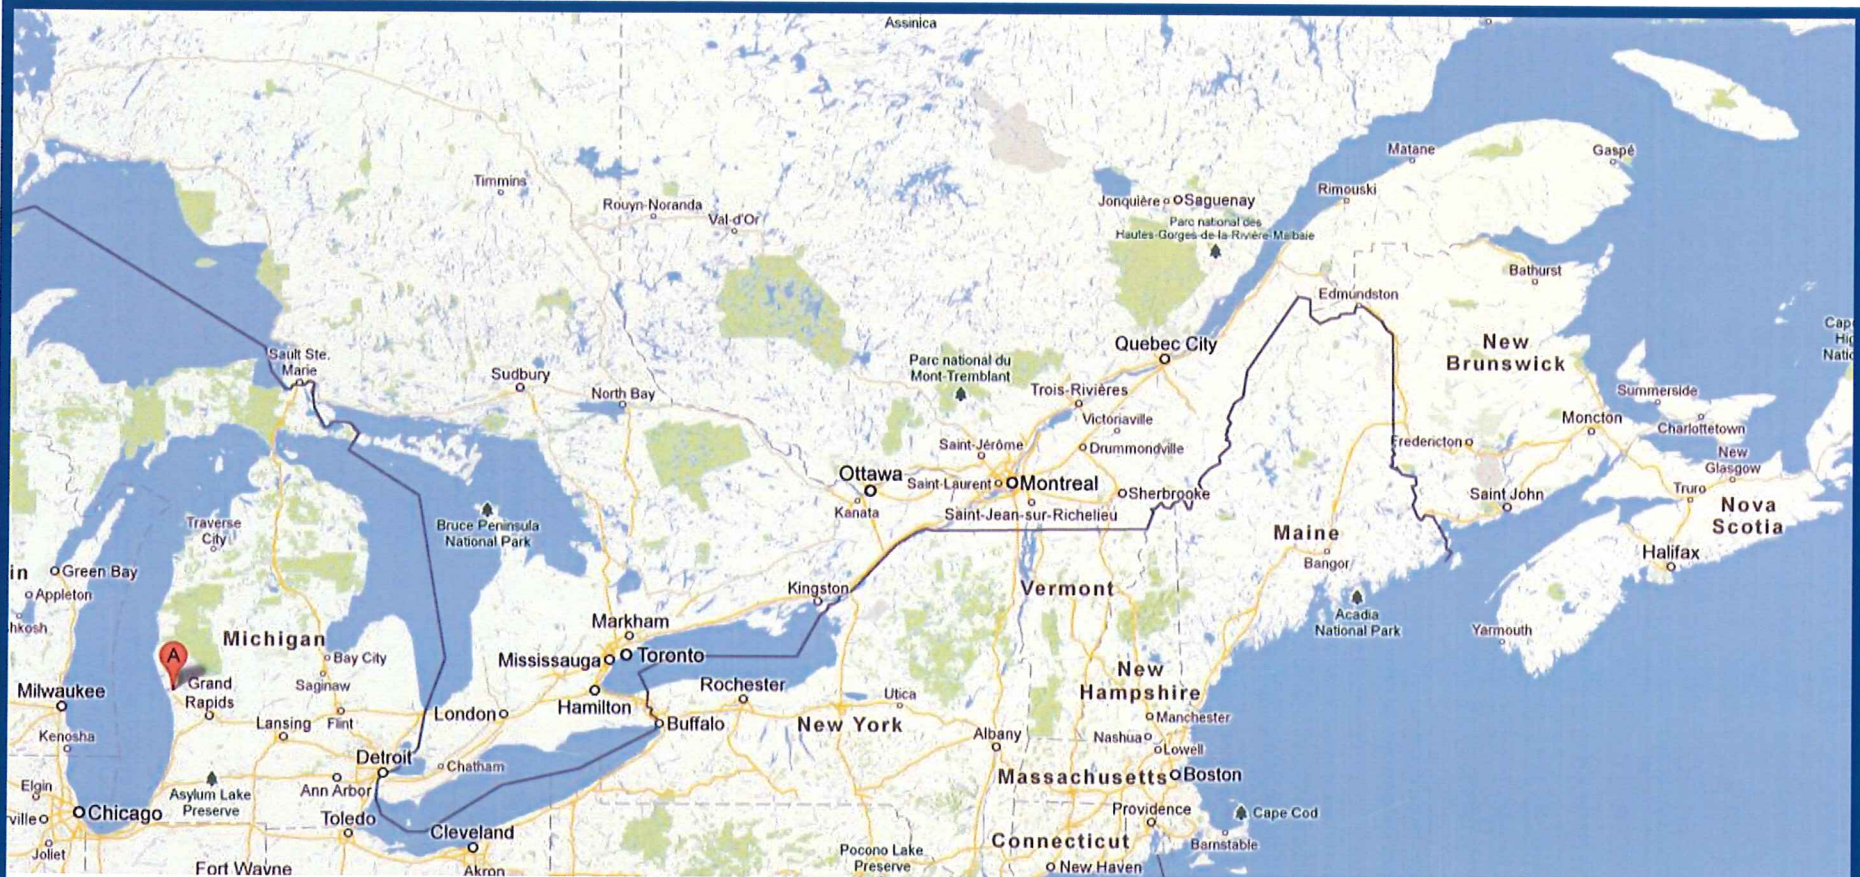 Assinica
Timmins
Rouyn-Noranda
Val-d'Or
Matane
Gaspé
Rimouski
Jonquière
Saguenay
Parc national des
Hautes-Gorges-de-la-Rivière-Malbaie
Bathurst
Edmundston
New
Brunswick
Cap
Hig
Natio
Quebec City
Sault Ste.
Marie
Sudbury
North Bay
Parc national du
Mont-Tremblant
Trois-Rivières
Victoriaville
Drummondville
Summerside
Charlottetown
Moncton
Fredericton
New
Glasgow
Truro
Nova
Scotia
Saint-Jérôme
Ottawa
Saint-Laurent
Montreal
Kanata
Saint-Jean-sur-Richelieu
Sherbrooke
Saint John
Halifax
Maine
Bangor
Acadia
National Park
Yarmouth
Traverse
City
Bruce Peninsula
National Park
in
Green Bay
Appleton
hkosh
Kingston
Vermont
Markham
Mississauga
Toronto
Hamilton
Michigan
Bay City
Saginaw
A
Grand
Rapids
Milwaukee
Kenosha
Lansing
Flint
London
Rochester
Buffalo
New York
Utica
Albany
New
Hampshire
Manchester
Nashua
Lowell
Massachusetts
Boston
Providence
Cape Cod
Barnstable
Connecticut
New Haven
Detroit
Chatham
Ann Arbor
Asylum Lake
Preserve
Elgin
ville
Chicago
Joliet
Toledo
Cleveland
Akron
Fort Wayne
Pocono Lake
Preserve